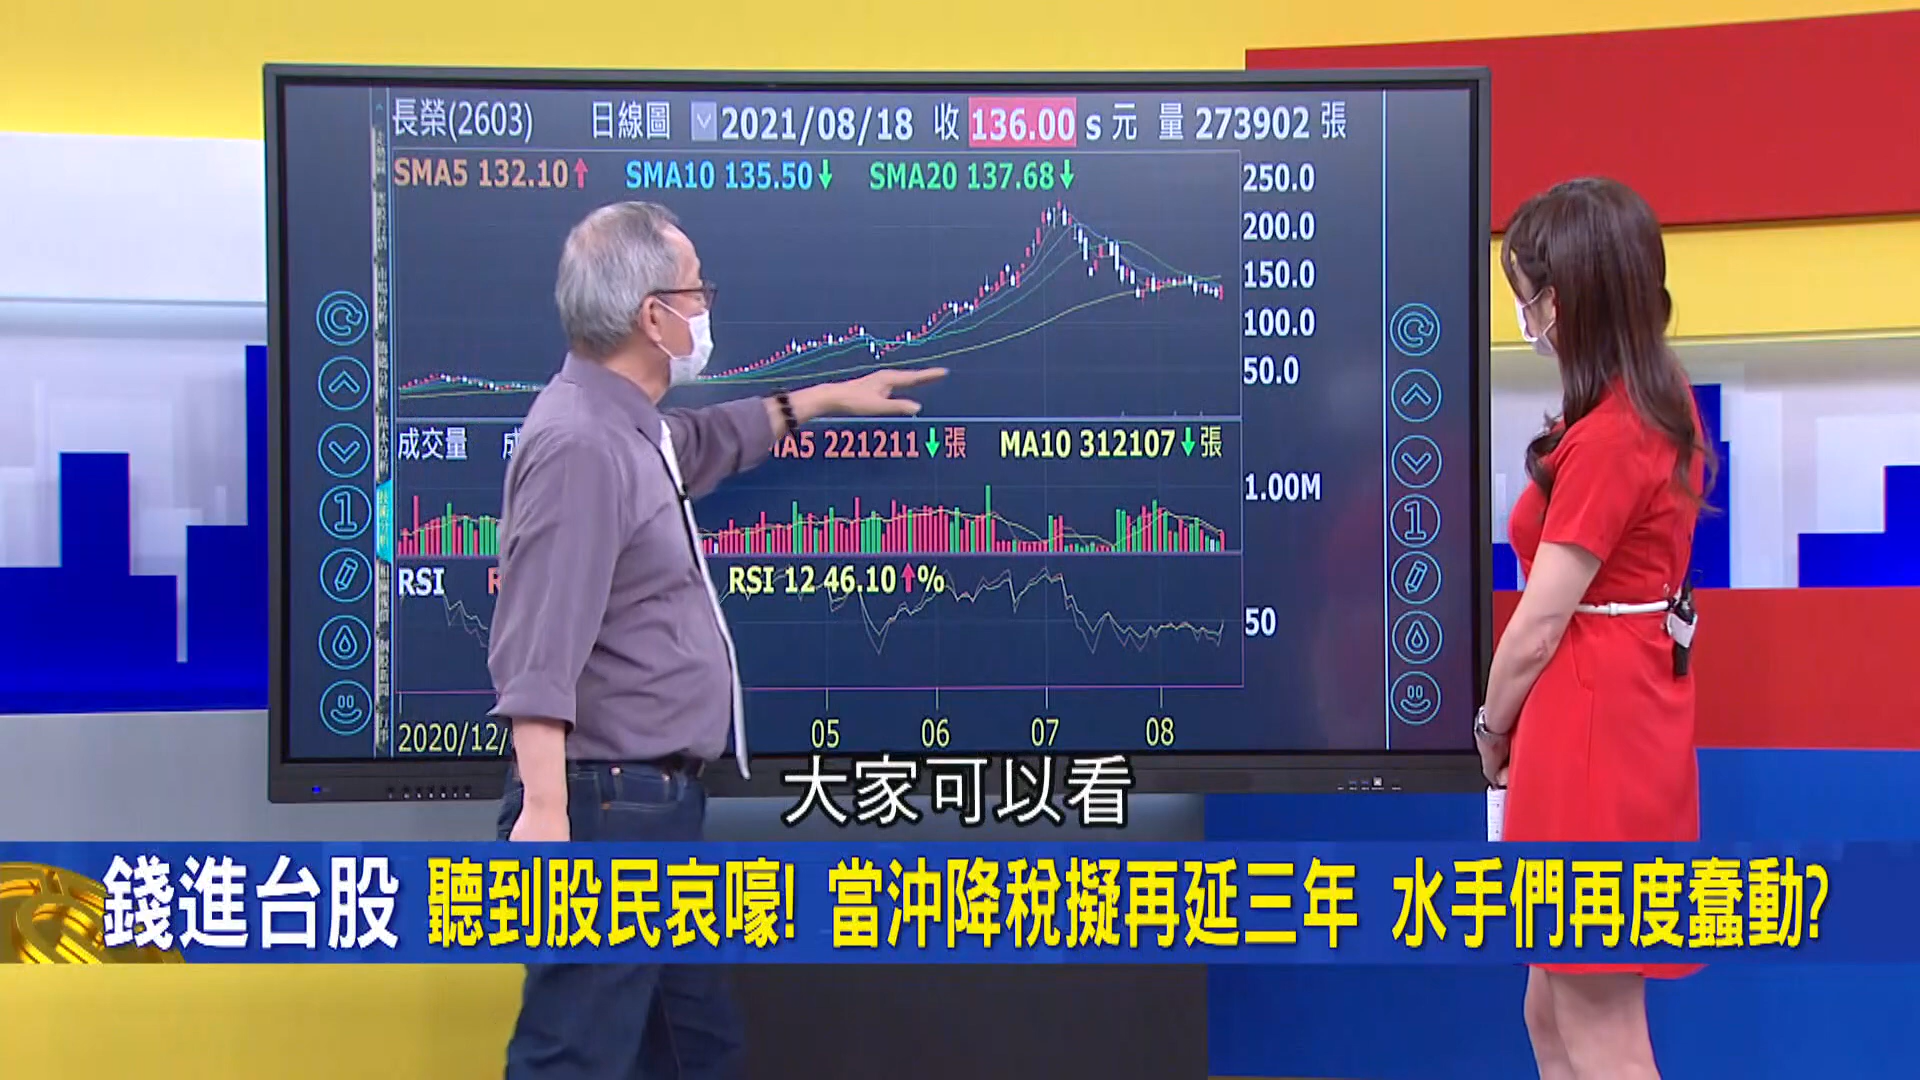 長榮(2603) 日線圖 2021/08/18 收 136.00 s 元 量 273902 張
SMA5 132.10↑ SMA10 135.50↓ SMA20 137.68↓
250.0
200.0
150.0
100.0
50.0
成交量 MA5 221211↓張 MA10 312107↓張
1.00M
RSI RSI 12 46.10↑%
50
2020/12/ 05 06 07 08
1
1
大家可以看
錢進台股 聽到股民哀嚎! 當沖降稅擬再延三年 水手們再度蠢動?